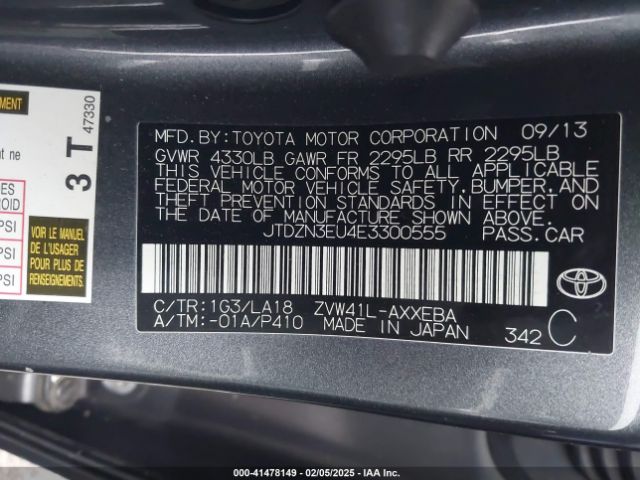 MENT
nt ne
ES
OID
PSI
PSI
PSI
3 T 47330
VOIR LE MANUEL
DE L'USAGER
POUR PLUS DE
RENSEIGNEMENTS.
MFD.BY:TOYOTA MOTOR CORPORATION 09/13
GVWR 4330LB GAWR FR 2295LB RR 2295LB
THIS VEHICLE CONFORMS TO ALL APPLICABLE
FEDERAL MOTOR VEHICLE SAFETY,BUMPER,AND
THEFT PREVENTION STANDARDS IN EFFECT ON
THE DATE OF MANUFACTURE SHOWN ABOVE.
JTDZN3EU4E3300555 PASS.CAR
C/TR:1G3/LA18 ZVW41L-AXXEBA
A/TM:-01A/P410 MADE IN JAPAN 342 C
TOYOTA
000-41478149 — 02/05/2025 — IAA, LLC